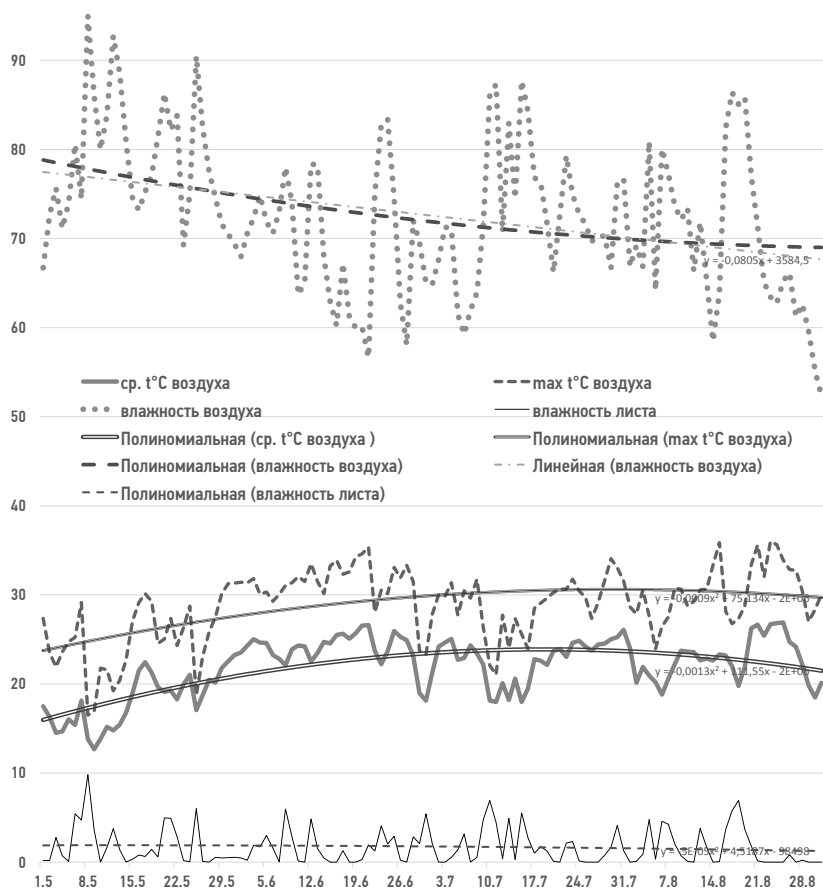 90
80
70
y = -0,0805x + 3584,5
60
ср. t°C воздуха
max t°C воздуха
влажность воздуха
влажность листа
50
Полиномиальная (ср. t°C воздуха )
Полиномиальная (max t°C воздуха)
Полиномиальная (влажность воздуха)
Линейная (влажность воздуха)
Полиномиальная (влажность листа)
40
30
y = -0,0009x² + 75,134x - 2E+06
20
y = -0,0013x² + 111,55x - 2E+06
10
0
1.5 8.5 15.5 22.5 29.5 5.6 12.6 19.6 26.6 3.7 10.7 17.7 24.7 31.7 7.8 14.8 21.8 28.8